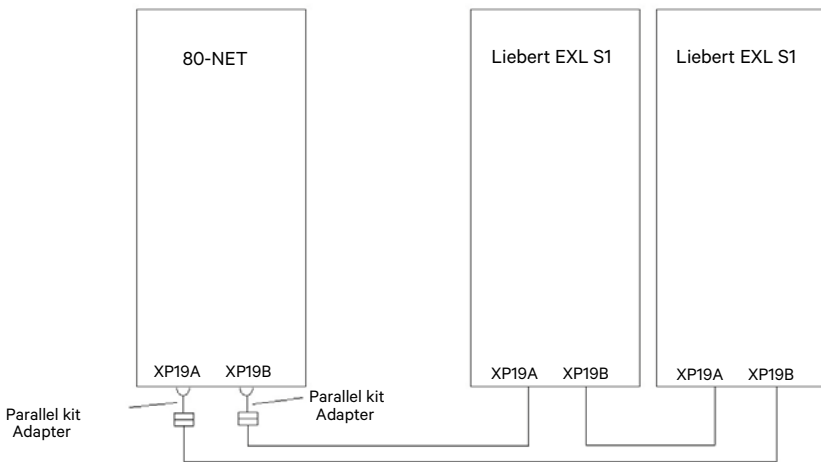 80-NET
Liebert EXL S1
Liebert EXL S1
XP19A
XP19B
XP19A
XP19B
XP19A
XP19B
Parallel kit
Adapter
Parallel kit
Adapter